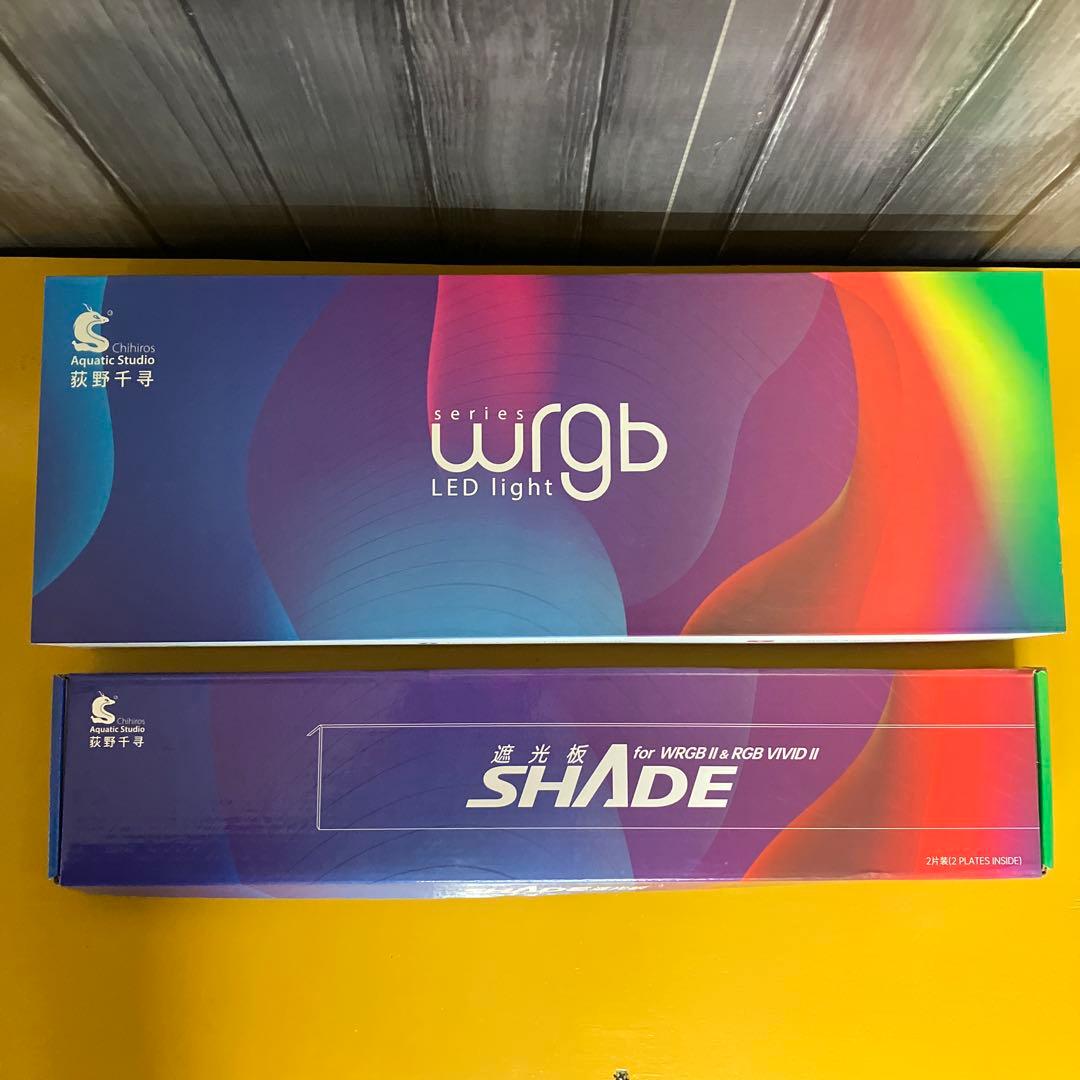 Chihiros
Aquatic Studio
荻野千寻
series
wrgb
LED light
Chihiros
Aquatic Studio
荻野千寻
遮光板 for WRGB II & RGB VIVID II
SHADE
2片装(2 PLATES INSIDE)
SHADE